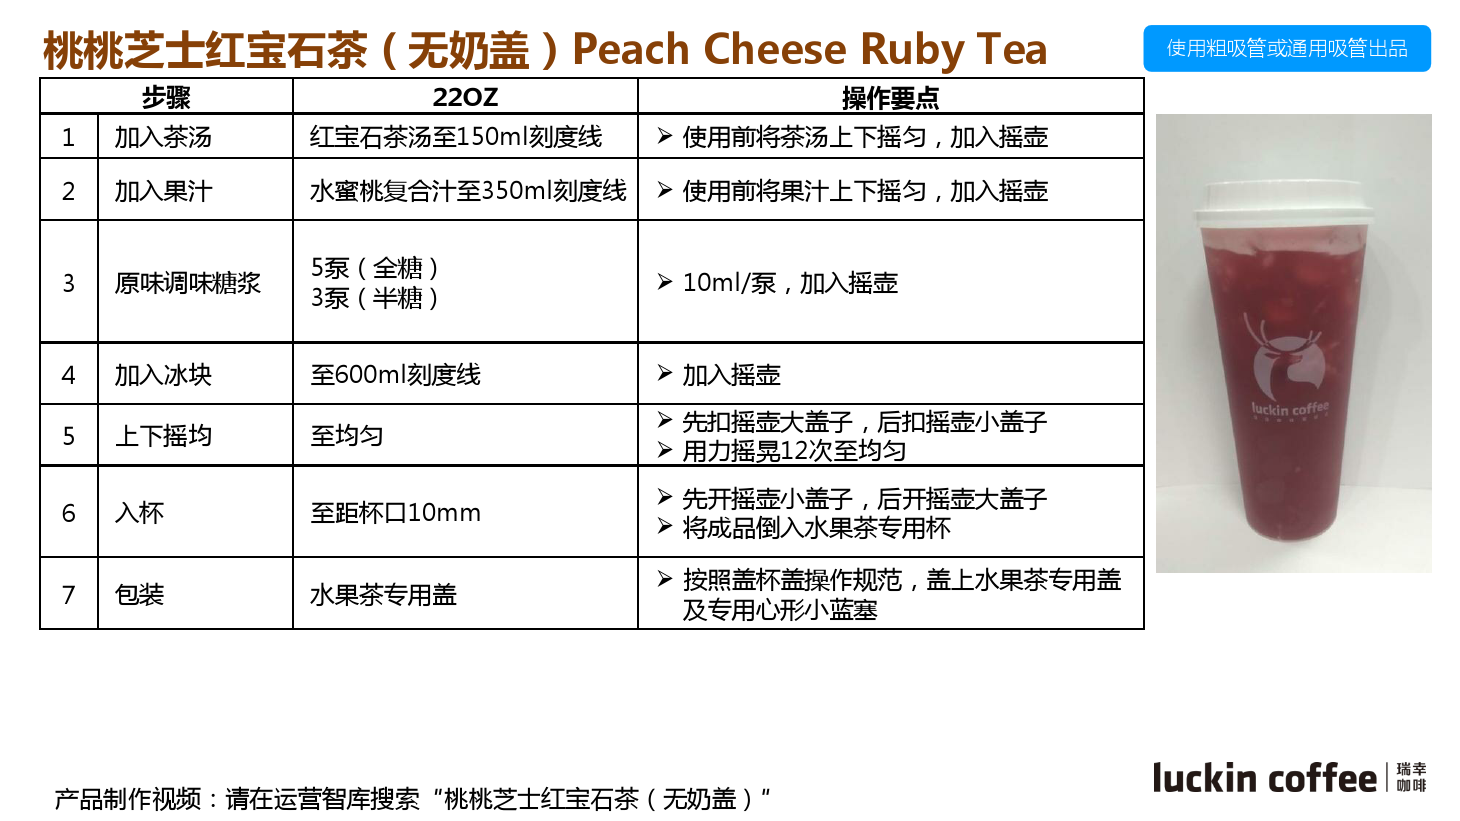 桃桃芝士红宝石茶（无奶盖）Peach Cheese Ruby Tea
使用粗吸管或通用吸管出品
步骤 22OZ 操作要点
1 加入茶汤 红宝石茶汤至150ml刻度线 ➢ 使用前将茶汤上下摇匀，加入摇壶
2 加入果汁 水蜜桃复合汁至350ml刻度线 ➢ 使用前将果汁上下摇匀，加入摇壶
3 原味调味糖浆 5泵（全糖） ➢ 10ml/泵，加入摇壶
3泵（半糖）
4 加入冰块 至600ml刻度线 ➢ 加入摇壶
5 上下摇均 至均匀 ➢ 先扣摇壶大盖子，后扣摇壶小盖子
➢ 用力摇晃12次至均匀
6 入杯 至距杯口10mm ➢ 先开摇壶小盖子，后开摇壶大盖子
➢ 将成品倒入水果茶专用杯
7 包装 水果茶专用盖 ➢ 按照盖杯盖操作规范，盖上水果茶专用盖
及专用心形小蓝塞
luckin coffee
产品制作视频：请在运营智库搜索“桃桃芝士红宝石茶（无奶盖）”
luckin coffee 瑞幸
咖啡